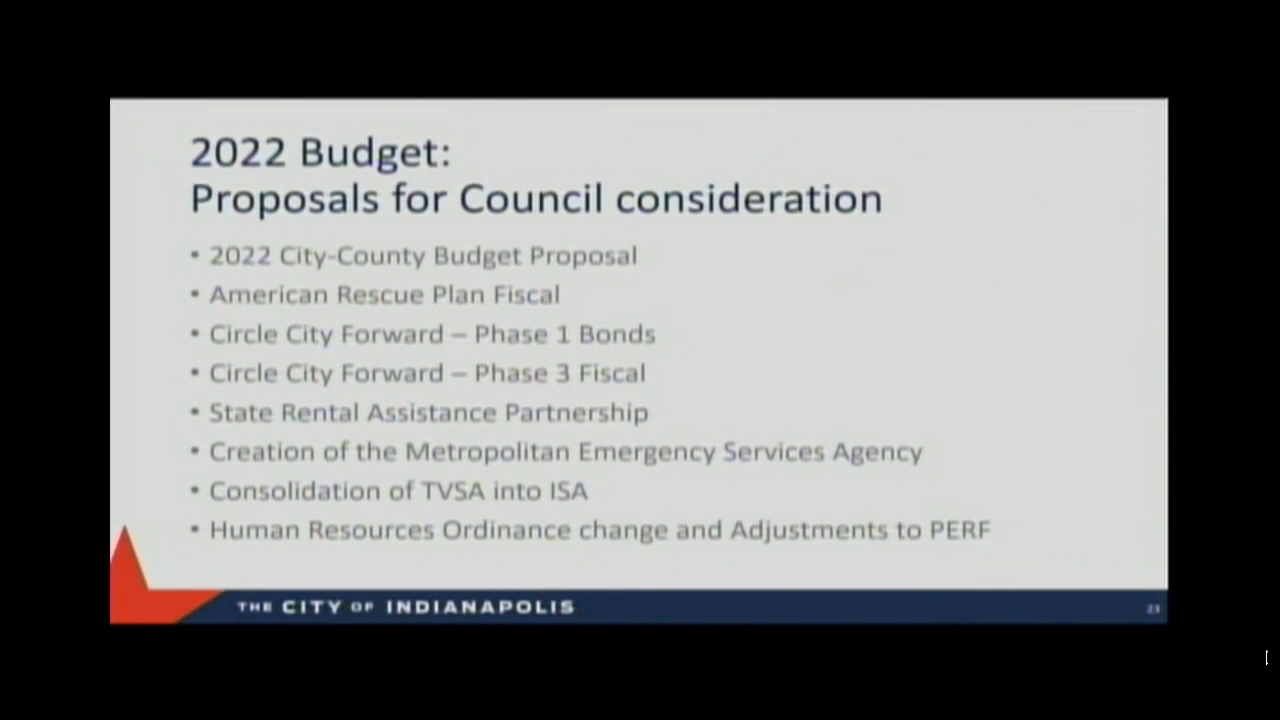 2022 Budget:
Proposals for Council consideration
• 2022 City-County Budget Proposal
• American Rescue Plan Fiscal
• Circle City Forward – Phase 1 Bonds
• Circle City Forward – Phase 3 Fiscal
• State Rental Assistance Partnership
• Creation of the Metropolitan Emergency Services Agency
• Consolidation of TVSA into ISA
• Human Resources Ordinance change and Adjustments to PERF
THE CITY OF INDIANAPOLIS
23